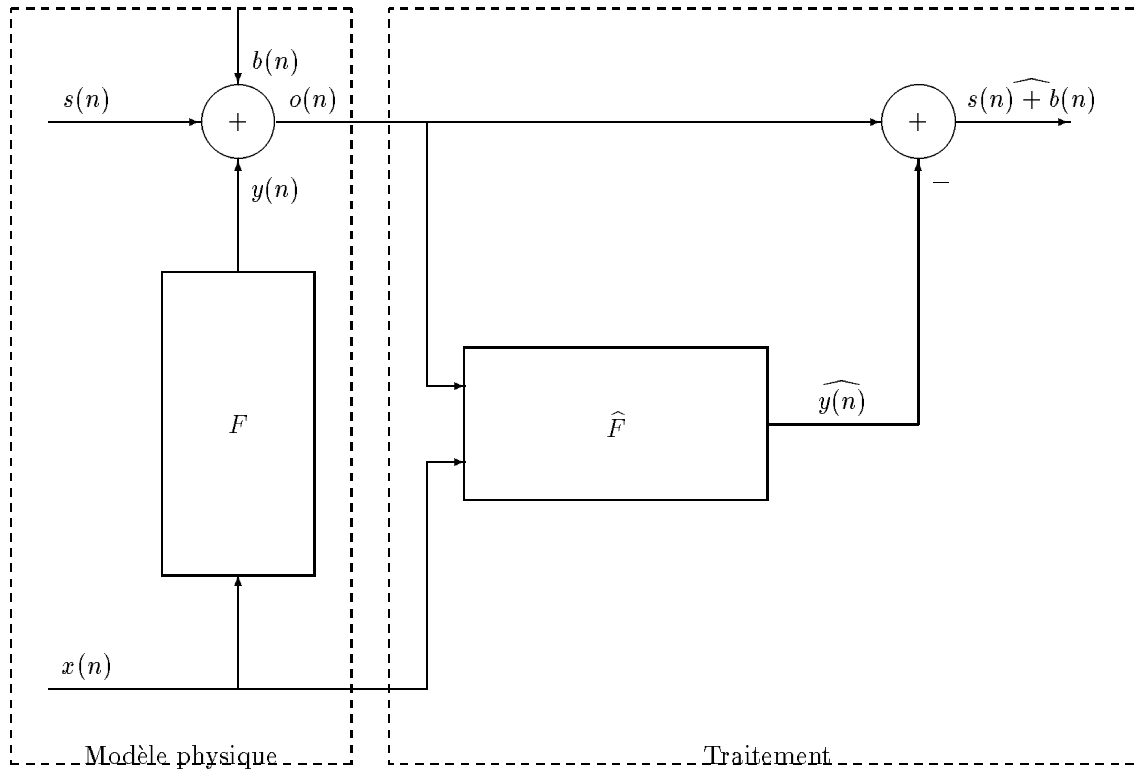 b(n)
s(n)
+
o(n)
y(n)
F
x(n)
Modèle physique
+
$\widehat{s(n) + b(n)}$
−
$\widehat{F}$
$\widehat{y(n)}$
Traitement